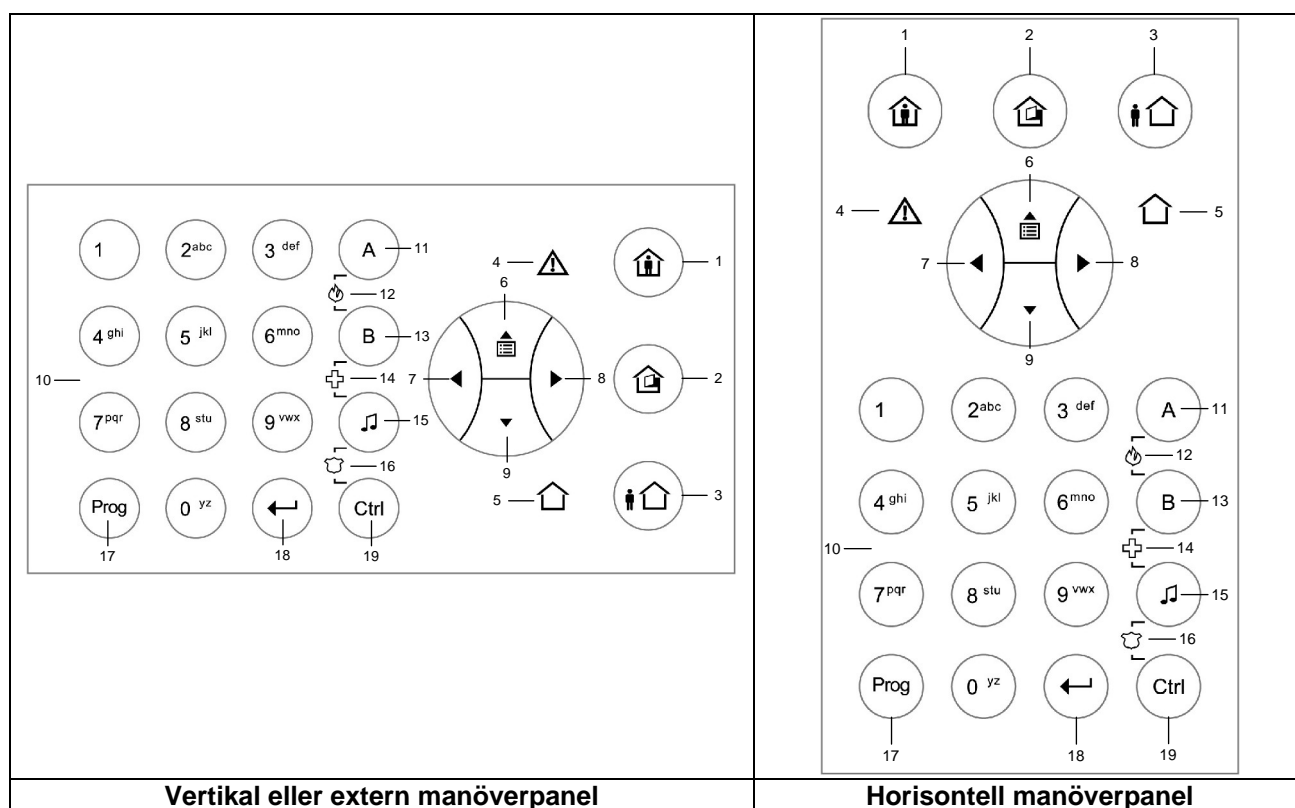 4
6
1
1
2abc
3 def
A
11
12
4 ghi
5 jkl
6mno
B
13
10
14
7
8
2
7pqr
8 stu
9 vwx
15
9
16
5
3
Prog
0 yz
Ctrl
17
18
19
Vertikal eller extern manöverpanel
1
2
3
6
4
5
7
8
9
1
2abc
3 def
A
11
12
4 ghi
5 jkl
6mno
B
13
10
14
7pqr
8 stu
9 vwx
15
16
Prog
0 yz
Ctrl
17
18
19
Horisontell manöverpanel